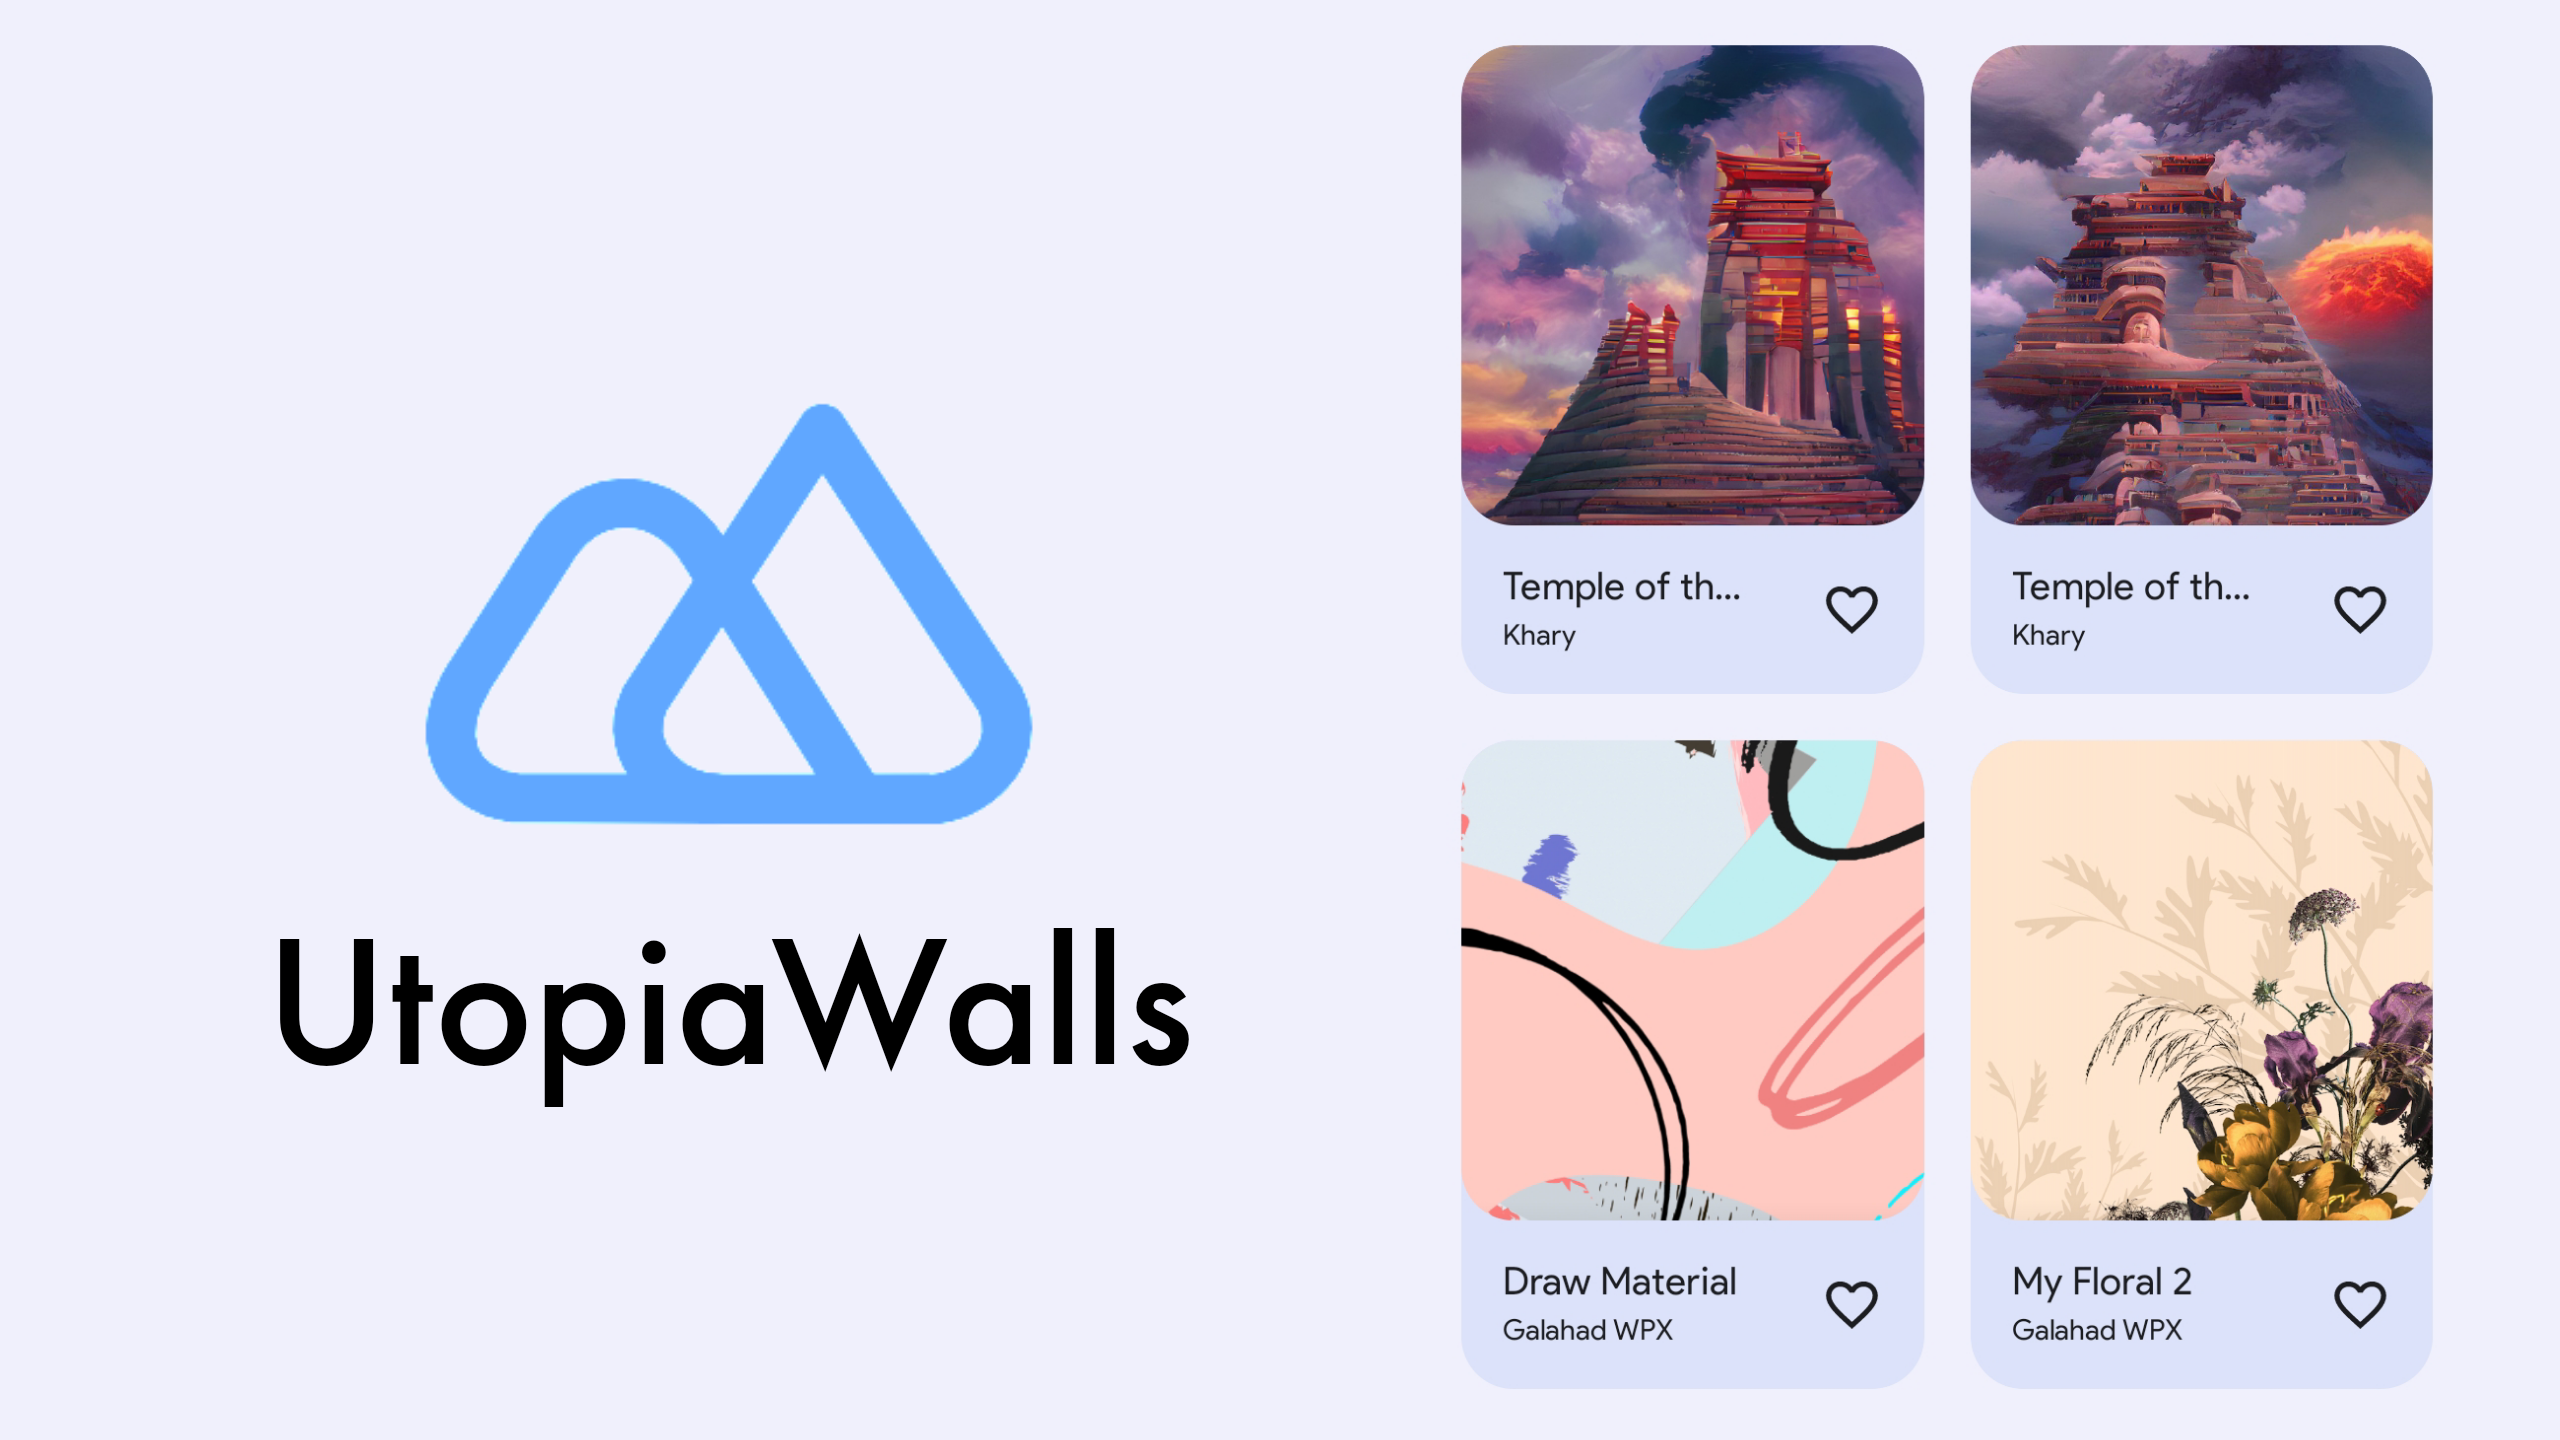 UtopiaWalls
Temple of th...
Khary
Temple of th...
Khary
Draw Material
Galahad WPX
My Floral 2
Galahad WPX